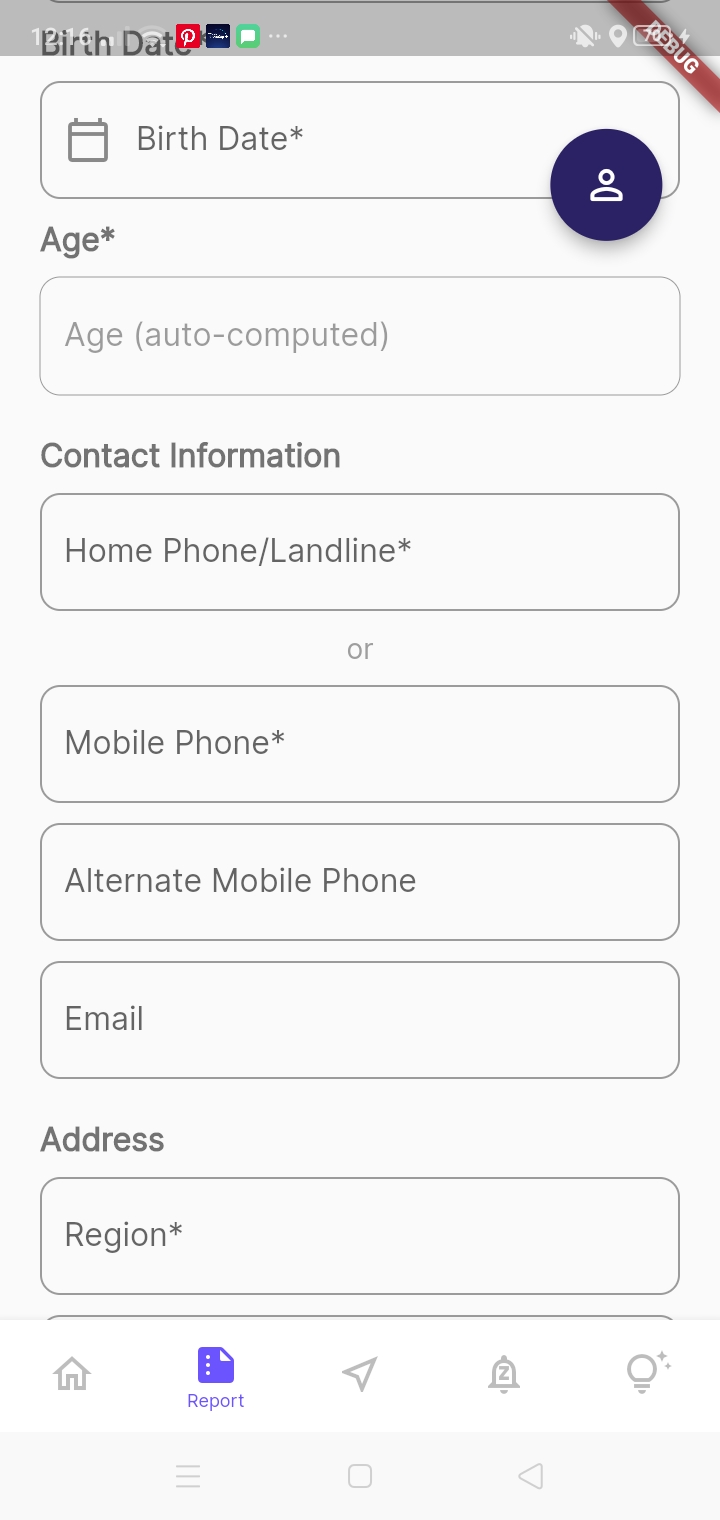 12:16
Birth Date*
DEBUG
Birth Date*
Age*
Age (auto-computed)
Contact Information
Home Phone/Landline*
or
Mobile Phone*
Alternate Mobile Phone
Email
Address
Region*
Report